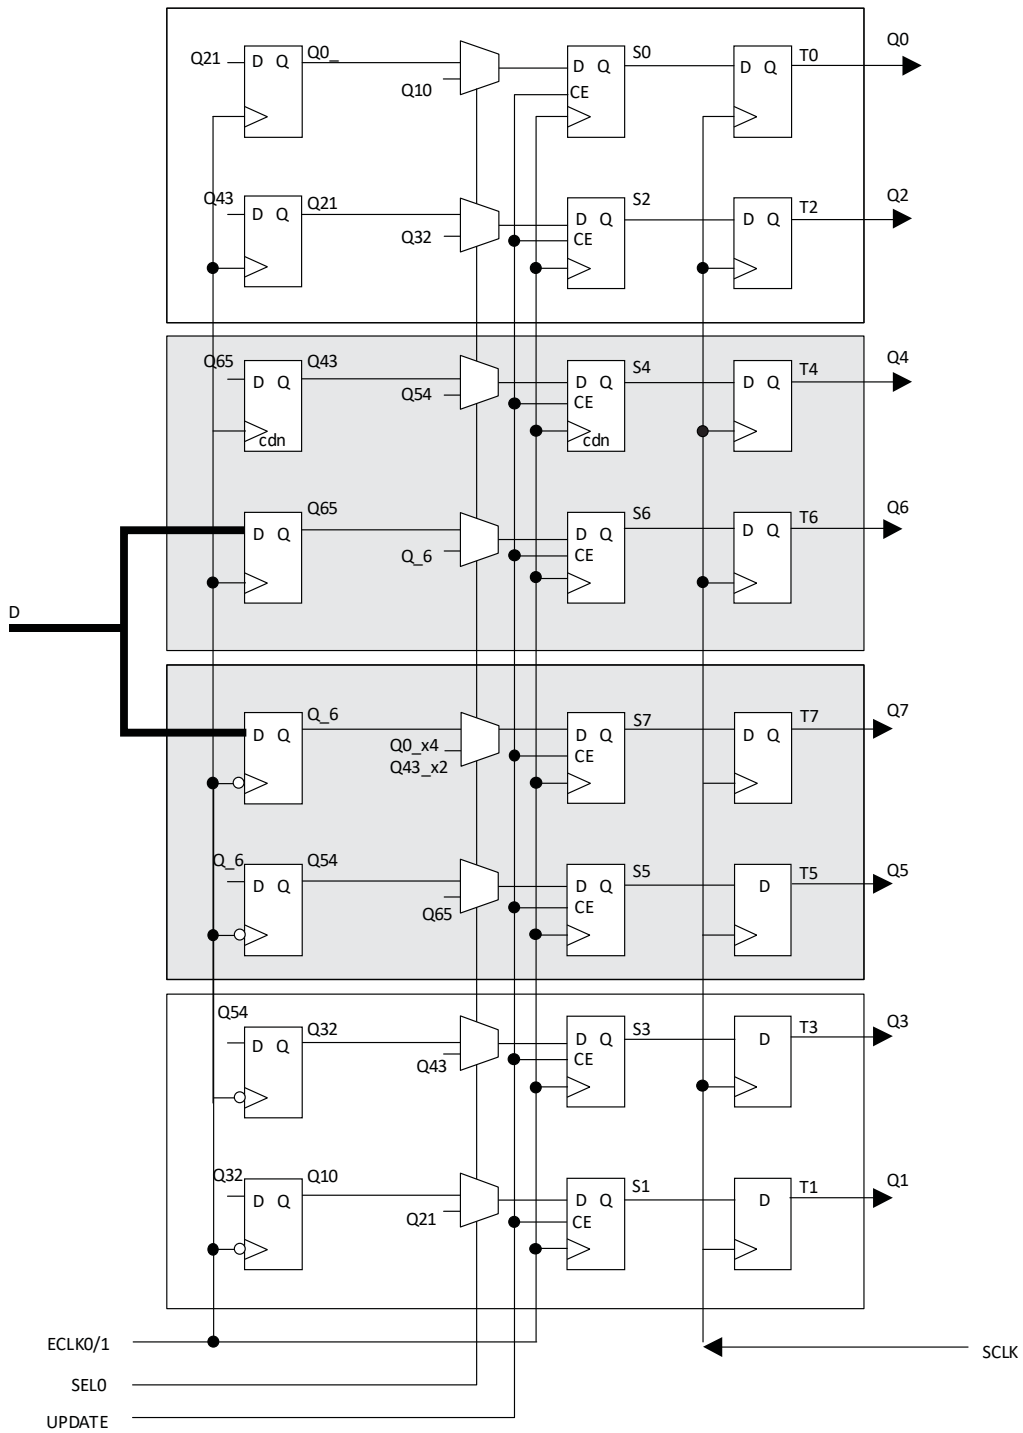 Q21 D Q Q0_ Q10 D Q CE S0 D Q T0 Q0
Q43 D Q Q21 Q32 D Q CE S2 D Q T2 Q2
Q65 D Q cdn Q43 Q54 D Q CE cdn S4 D Q T4 Q4
D Q Q65 Q_6 D Q CE S6 D Q T6 Q6
D
D Q Q_6 Q0_x4 Q43_x2 D Q CE S7 D Q T7 Q7
Q_6 D Q Q54 Q65 D Q CE S5 D T5 Q5
Q54 D Q Q32 Q43 D Q CE S3 D T3 Q3
Q32 D Q Q10 Q21 D Q CE S1 D T1 Q1
ECLK0/1
SCLK
SEL0
UPDATE